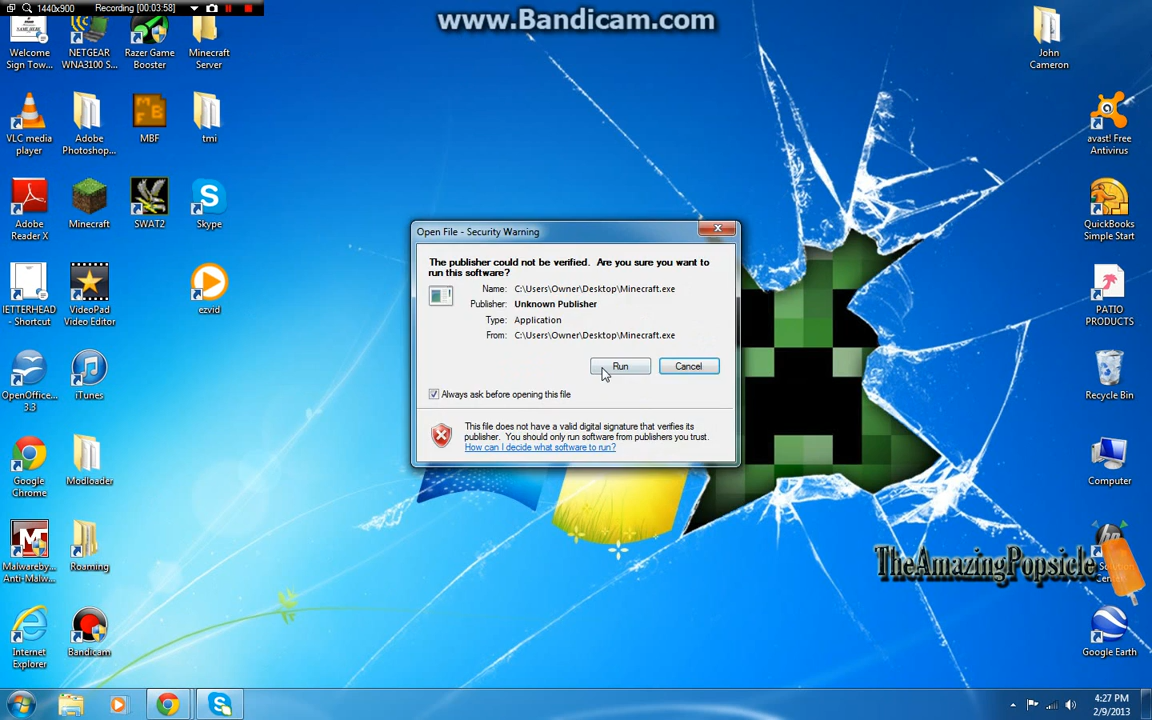 1440x900
Recording [00:03:58]
www.Bandicam.com
Welcome
Sign Tow...
NETGEAR
WNA3100 S...
Razer Game
Booster
Minecraft
Server
John
Cameron
VLC media
player
Adobe
Photoshop...
MBF
tmi
avast! Free
Antivirus
Adobe
Reader X
Minecraft
SWAT2
Skype
QuickBooks
Simple Start
Open File - Security Warning
The publisher could not be verified. Are you sure you want to
run this software?
Name: C:\Users\Owner\Desktop\Minecraft.exe
Publisher: Unknown Publisher
Type: Application
From: C:\Users\Owner\Desktop\Minecraft.exe
Run
Cancel
Always ask before opening this file
This file does not have a valid digital signature that verifies its
publisher. You should only run software from publishers you trust.
How can I decide what software to run?
LETTERHEAD
- Shortcut
VideoPad
Video Editor
ezvid
PATIO
PRODUCTS
OpenOffice...
3.3
iTunes
Recycle Bin
Google
Chrome
Modloader
Computer
Malwareby...
Anti-Malw...
Roaming
TheAmazingPopsicle
Internet
Explorer
Bandicam
Google Earth
4:27 PM
2/9/2013